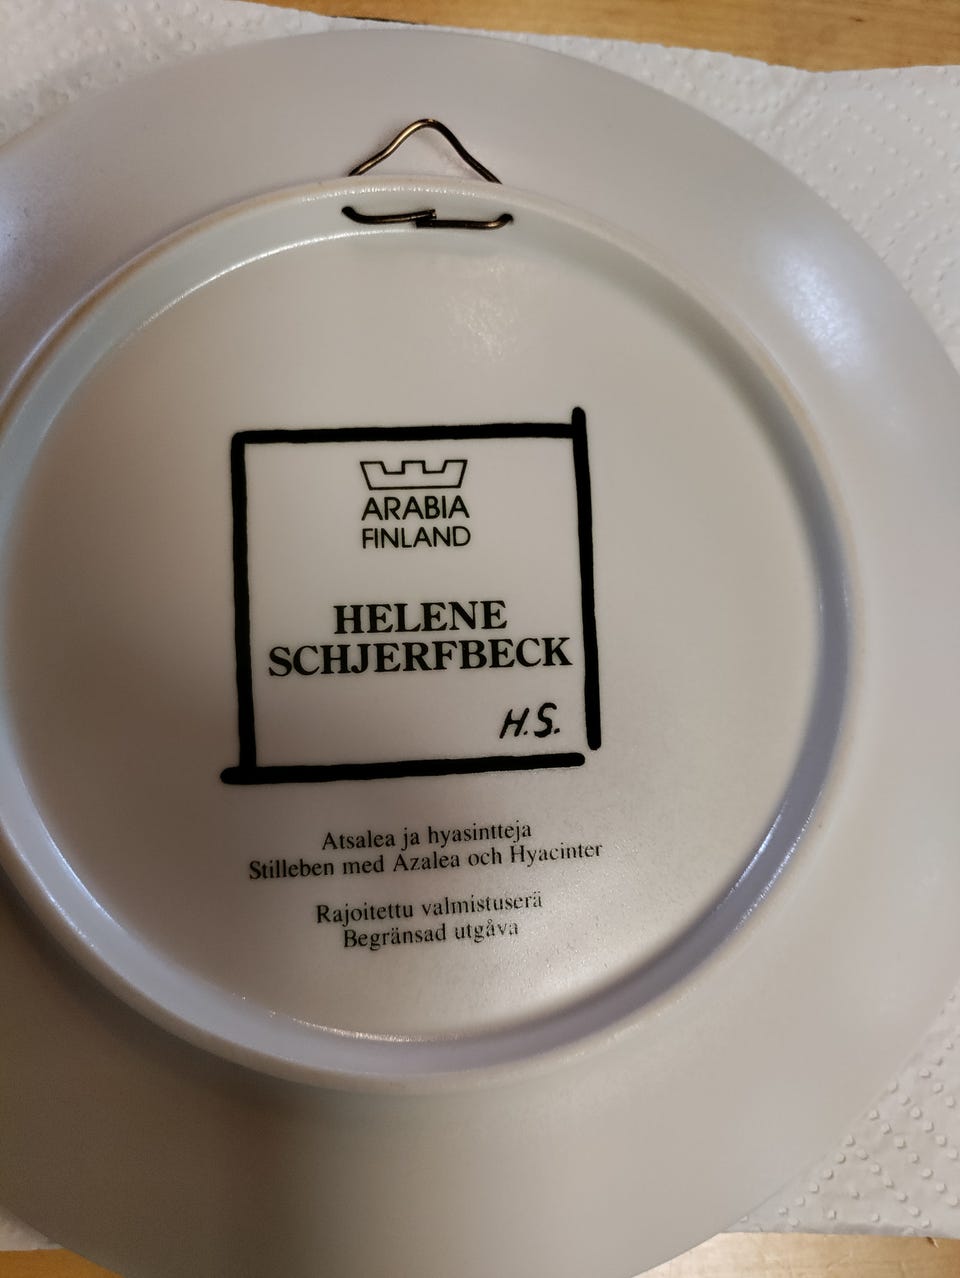 ARABIA
FINLAND
HELENE
SCHJERFBECK
H.S.
Atsalea ja hyasintteja
Stilleben med Azalea och Hyacinter
Rajoitettu valmistuserä
Begränsad utgåva